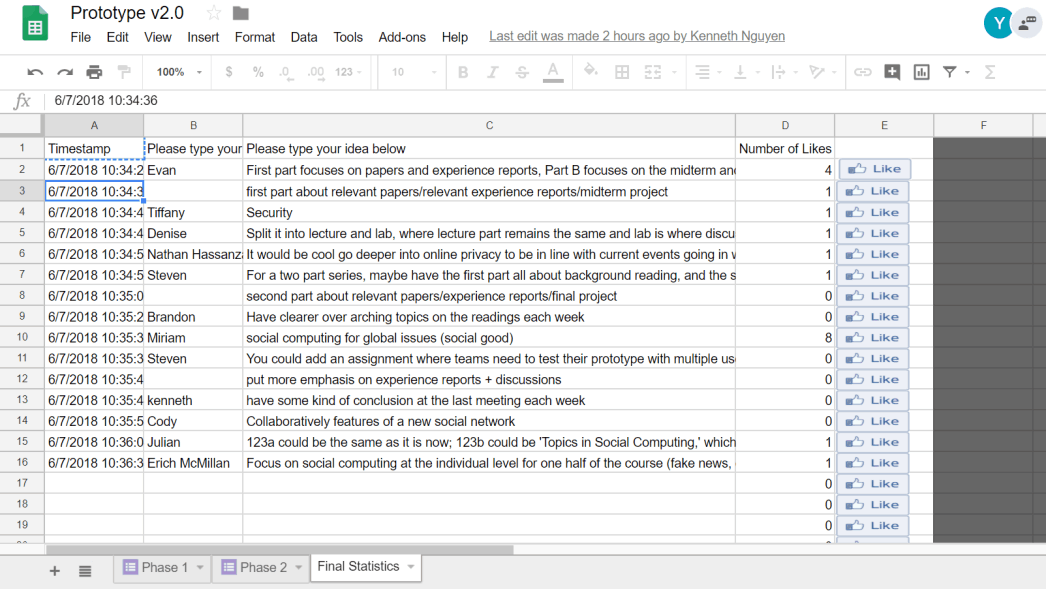 Prototype v2.0
File Edit View Insert Format Data Tools Add-ons Help Last edit was made 2 hours ago by Kenneth Nguyen
Y
100% $ % .0 .00 123 10 B I S A
fx 6/7/2018 10:34:36
A B C D E F
1 Timestamp Please type your Please type your idea below Number of Likes
2 6/7/2018 10:34:2 Evan First part focuses on papers and experience reports, Part B focuses on the midterm and 4 Like
3 6/7/2018 10:34:3 first part about relevant papers/relevant experience reports/midterm project 1 Like
4 6/7/2018 10:34:4 Tiffany Security 1 Like
5 6/7/2018 10:34:4 Denise Split it into lecture and lab, where lecture part remains the same and lab is where discu 1 Like
6 6/7/2018 10:34:5 Nathan Hassanz It would be cool go deeper into online privacy to be in line with current events going in 1 Like
7 6/7/2018 10:34:5 Steven For a two part series, maybe have the first part all about background reading, and the s 1 Like
8 6/7/2018 10:35:0 second part about relevant papers/experience reports/final project 0 Like
9 6/7/2018 10:35:2 Brandon Have clearer over arching topics on the readings each week 0 Like
10 6/7/2018 10:35:3 Miriam social computing for global issues (social good) 8 Like
11 6/7/2018 10:35:3 Steven You could add an assignment where teams need to test their prototype with multiple us 0 Like
12 6/7/2018 10:35:4 put more emphasis on experience reports + discussions 0 Like
13 6/7/2018 10:35:4 kenneth have some kind of conclusion at the last meeting each week 0 Like
14 6/7/2018 10:35:5 Cody Collaboratively features of a new social network 0 Like
15 6/7/2018 10:36:0 Julian 123a could be the same as it is now; 123b could be 'Topics in Social Computing,' which 1 Like
16 6/7/2018 10:36:3 Erich McMillan Focus on social computing at the individual level for one half of the course (fake news, 1 Like
17 0 Like
18 0 Like
19 0 Like
Phase 1 Phase 2 Final Statistics